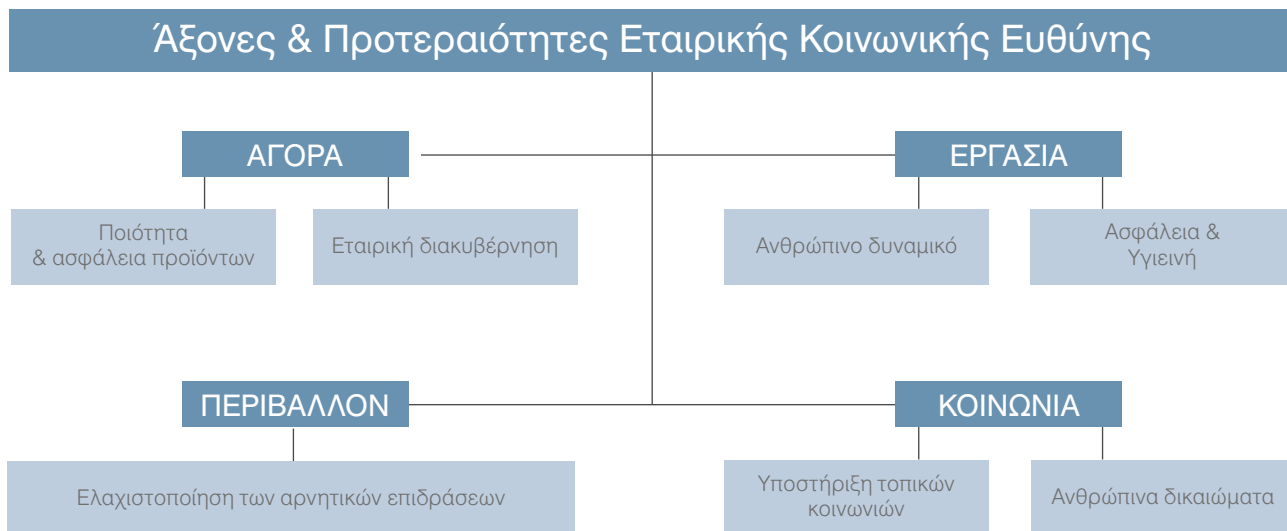 Άξονες & Προτεραιότητες Εταιρικής Κοινωνικής Ευθύνης
ΑΓΟΡΑ
ΕΡΓΑΣΙΑ
Ποιότητα
& ασφάλεια προϊόντων
Εταιρική διακυβέρνηση
Ανθρώπινο δυναμικό
Ασφάλεια &
Υγιεινή
ΠΕΡΙΒΑΛΛΟΝ
ΚΟΙΝΩΝΙΑ
Ελαχιστοποίηση των αρνητικών επιδράσεων
Υποστήριξη τοπικών
κοινωνιών
Ανθρώπινα δικαιώματα